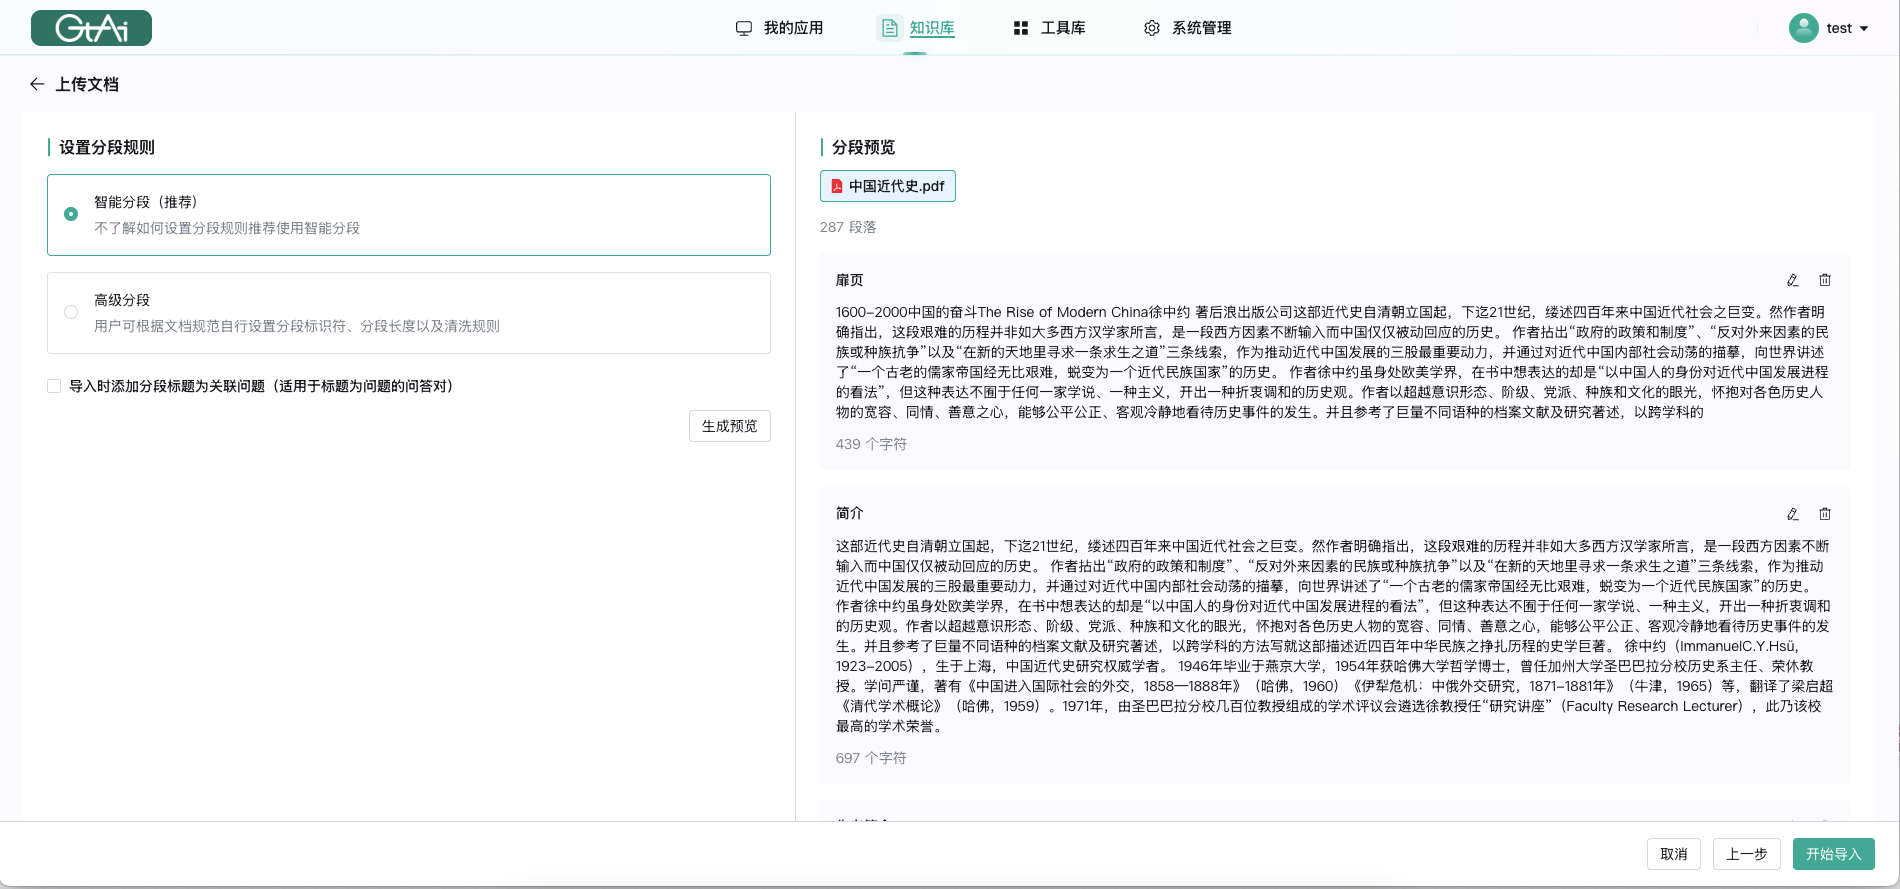 GtAi
我的应用
知识库
工具库
系统管理
test
上传文档
设置分段规则
智能分段（推荐）
不了解如何设置分段规则推荐使用智能分段
高级分段
用户可根据文档规范自行设置分段标识符、分段长度以及清洗规则
导入时添加分段标题为关联问题（适用于标题为问题的问答对）
生成预览
分段预览
中国近代史.pdf
287 段落
扉页
1600-2000中国的奋斗The Rise of Modern China徐中约 著后浪出版公司这部近代史自清朝立国起，下迄21世纪，缕述四百年来中国近代社会之巨变。然作者明
确指出，这段艰难的历程并非如大多西方汉学家所言，是一段西方因素不断输入而中国仅仅被动回应的历史。 作者拈出“政府的政策和制度”、“反对外来因素的民
族或种族抗争”以及“在新的天地里寻求一条求生之道”三条线索，作为推动近代中国发展的三股最重要动力，并通过对近代中国内部社会动荡的描摹，向世界讲述
了“一个古老的儒家帝国经无比艰难，蜕变为一个近代民族国家”的历史。 作者徐中约虽身处欧美学界，在书中想表达的却是“以中国人的身份对近代中国发展进程
的看法”，但这种表达不囿于任何一家学说、一种主义，开出一种折衷调和的历史观。作者以超越意识形态、阶级、党派、种族和文化的眼光，怀抱对各色历史人
物的宽容、同情、善意之心，能够公平公正、客观冷静地看待历史事件的发生。并且参考了巨量不同语种的档案文献及研究著述，以跨学科的
439 个字符
简介
这部近代史自清朝立国起，下迄21世纪，缕述四百年来中国近代社会之巨变。然作者明确指出，这段艰难的历程并非如大多西方汉学家所言，是一段西方因素不断
输入而中国仅仅被动回应的历史。 作者拈出“政府的政策和制度”、“反对外来因素的民族或种族抗争”以及“在新的天地里寻求一条求生之道”三条线索，作为推动
近代中国发展的三股最重要动力，并通过对近代中国内部社会动荡的描摹，向世界讲述了“一个古老的儒家帝国经无比艰难，蜕变为一个近代民族国家”的历史。
作者徐中约虽身处欧美学界，在书中想表达的却是“以中国人的身份对近代中国发展进程的看法”，但这种表达不囿于任何一家学说、一种主义，开出一种折衷调和
的历史观。作者以超越意识形态、阶级、党派、种族和文化的眼光，怀抱对各色历史人物的宽容、同情、善意之心，能够公平公正、客观冷静地看待历史事件的发
生。并且参考了巨量不同语种的档案文献及研究著述，以跨学科的方法写就这部描述近四百年中华民族之挣扎历程的史学巨著。 徐中约（ImmanuelC.Y.Hsü，
1923-2005），生于上海，中国近代史研究权威学者。 1946年毕业于燕京大学，1954年获哈佛大学哲学博士，曾任加州大学圣巴巴拉分校历史系主任、荣休教
授。学问严谨，著有《中国进入国际社会的外交，1858—1888年》（哈佛，1960）《伊犁危机：中俄外交研究，1871-1881年》（牛津，1965）等，翻译了梁启超
《清代学术概论》（哈佛，1959）。1971年，由圣巴巴拉分校几百位教授组成的学术评议会遴选徐教授任“研究讲座”（Faculty Research Lecturer），此乃该校
最高的学术荣誉。
697 个字符
取消
上一步
开始导入